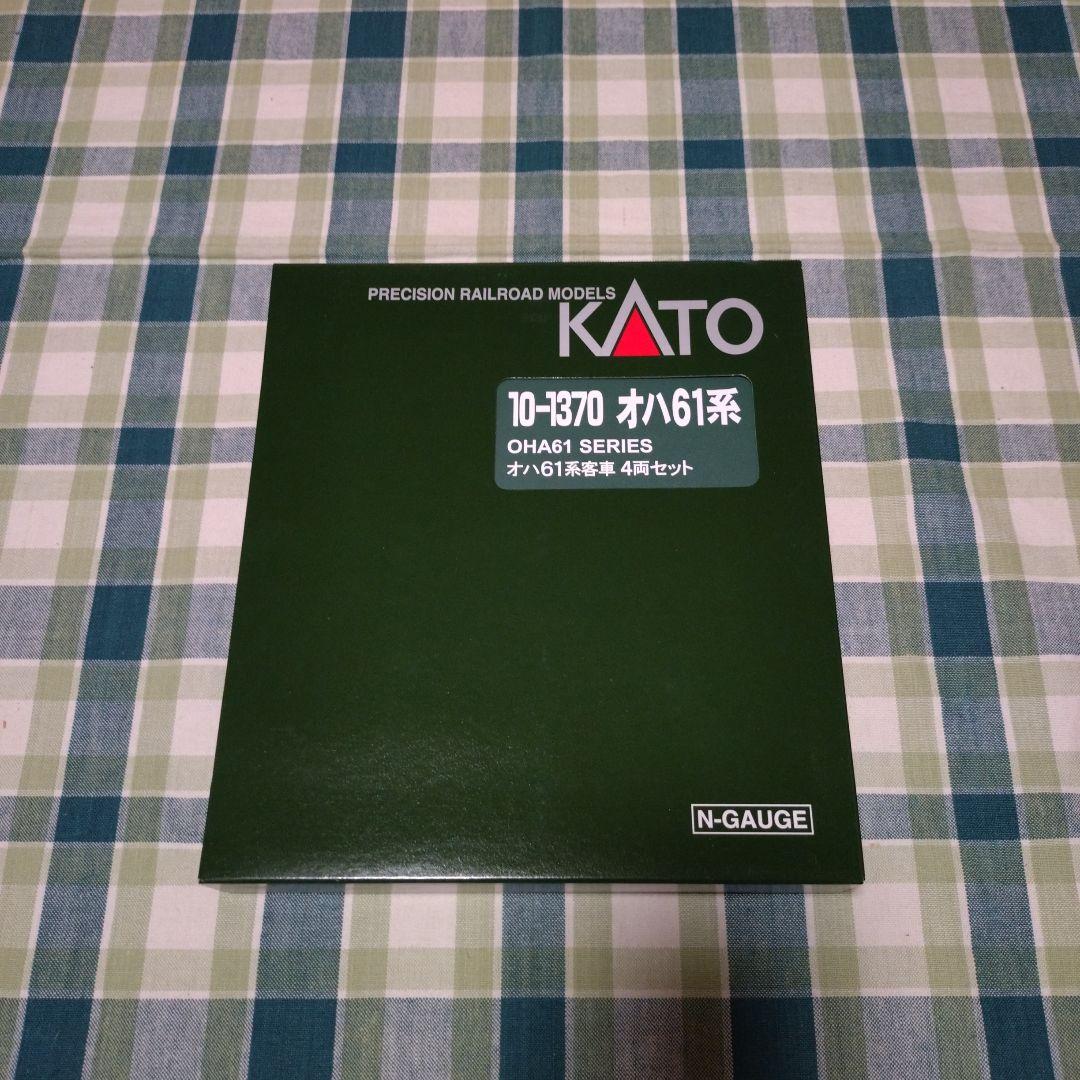 PRECISION RAILROAD MODELS
KATO
10-1370 オハ61系
OHA61 SERIES
オハ61系客車 4両セット
N-GAUGE